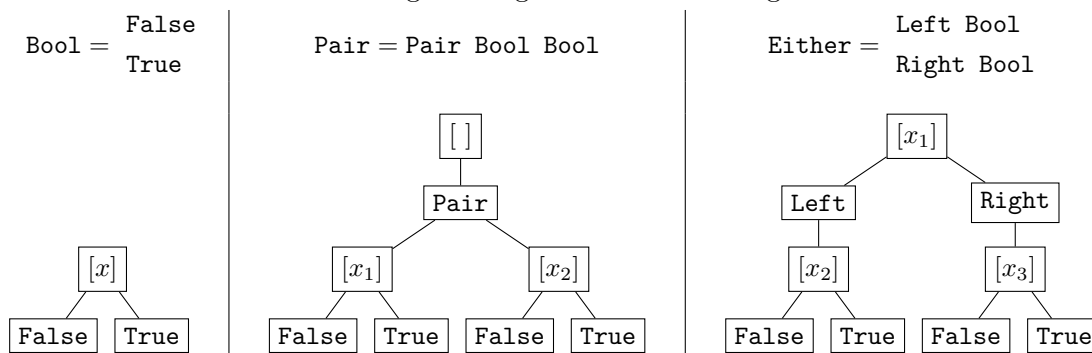 Bool = False
True
[x]
False True
Pair = Pair Bool Bool
[ ]
Pair
[x₁] [x₂]
False True False True
Either = Left Bool
Right Bool
[x₁]
Left Right
[x₂] [x₃]
False True False True